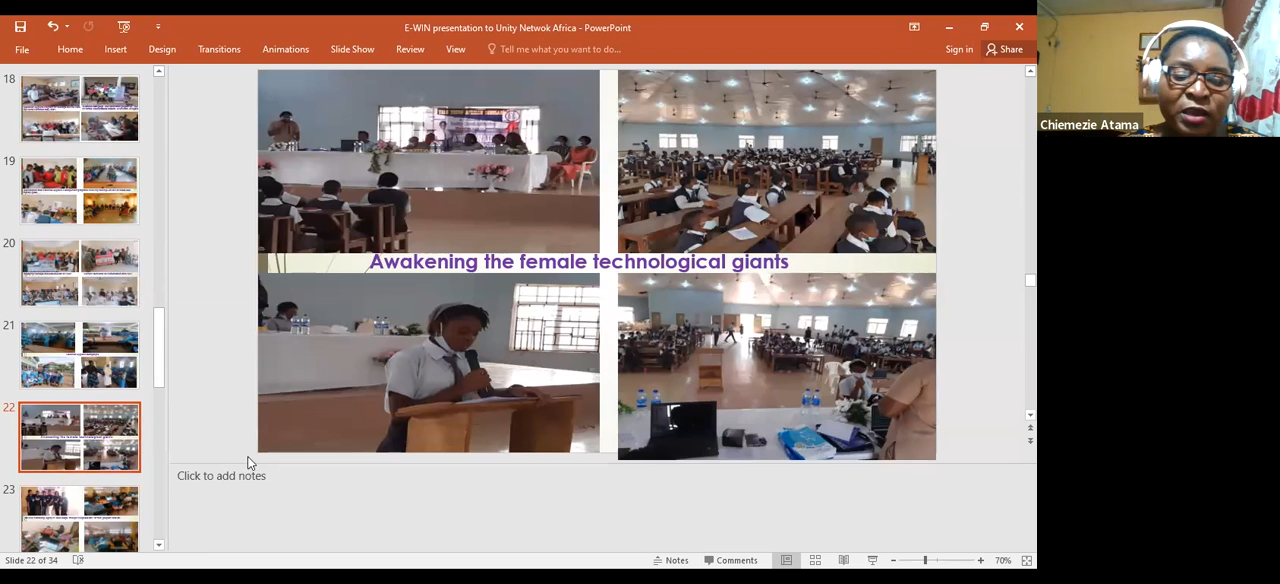 E-WIN presentation to Unity Netwok Africa - PowerPoint
File Home Insert Design Transitions Animations Slide Show Review View Tell me what you want to do... Sign in Share
Chiemezie Atama
18
19
20
21
22
23
Awakening the female technological giants
Click to add notes
Slide 22 of 34 Notes Comments 70%